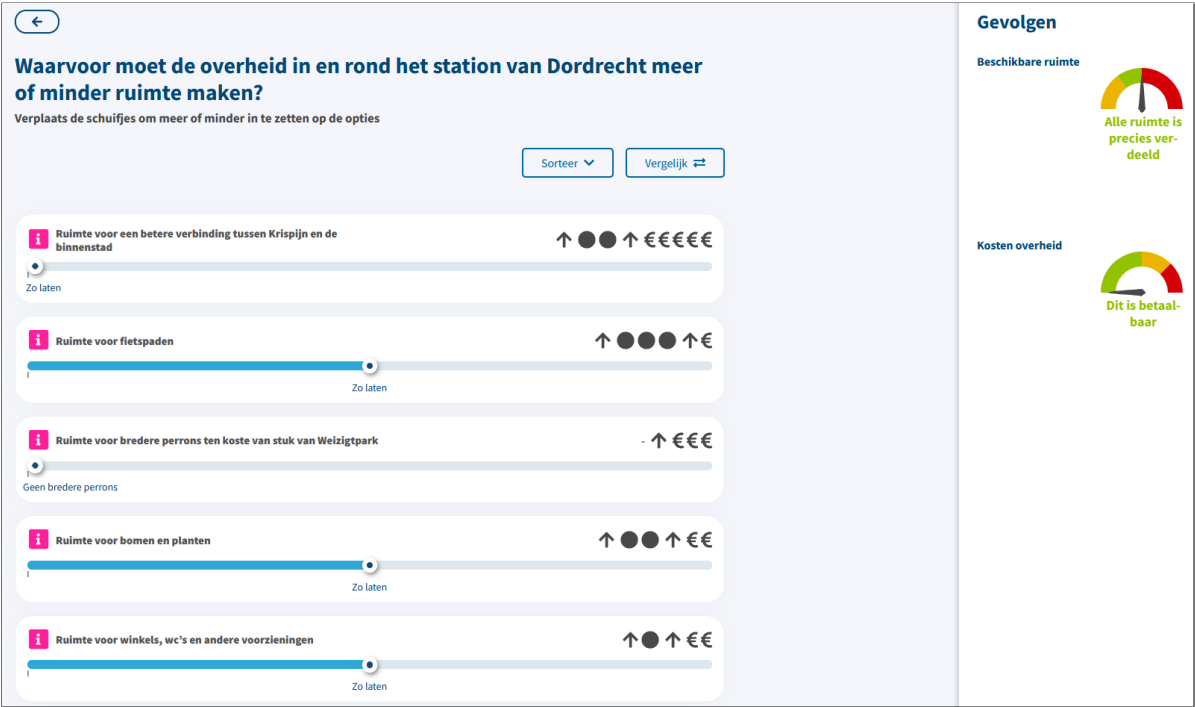 Waarvoor moet de overheid in en rond het station van Dordrecht meer
of minder ruimte maken?
Verplaats de schuifjes om meer of minder in te zetten op de opties
Sorteer
Vergelijk
Ruimte voor een betere verbinding tussen Krispijn en de
binnenstad
↑●●↑€€€€€
Zo laten
Ruimte voor fietspaden
↑●●●↑€
Zo laten
Ruimte voor bredere perrons ten koste van stuk van Weizigtpark
-↑€€€
Geen bredere perrons
Ruimte voor bomen en planten
↑●●↑€€
Zo laten
Ruimte voor winkels, wc's en andere voorzieningen
↑●↑€€
Zo laten
Gevolgen
Beschikbare ruimte
Alle ruimte is
precies ver-
deeld
Kosten overheid
Dit is betaal-
baar